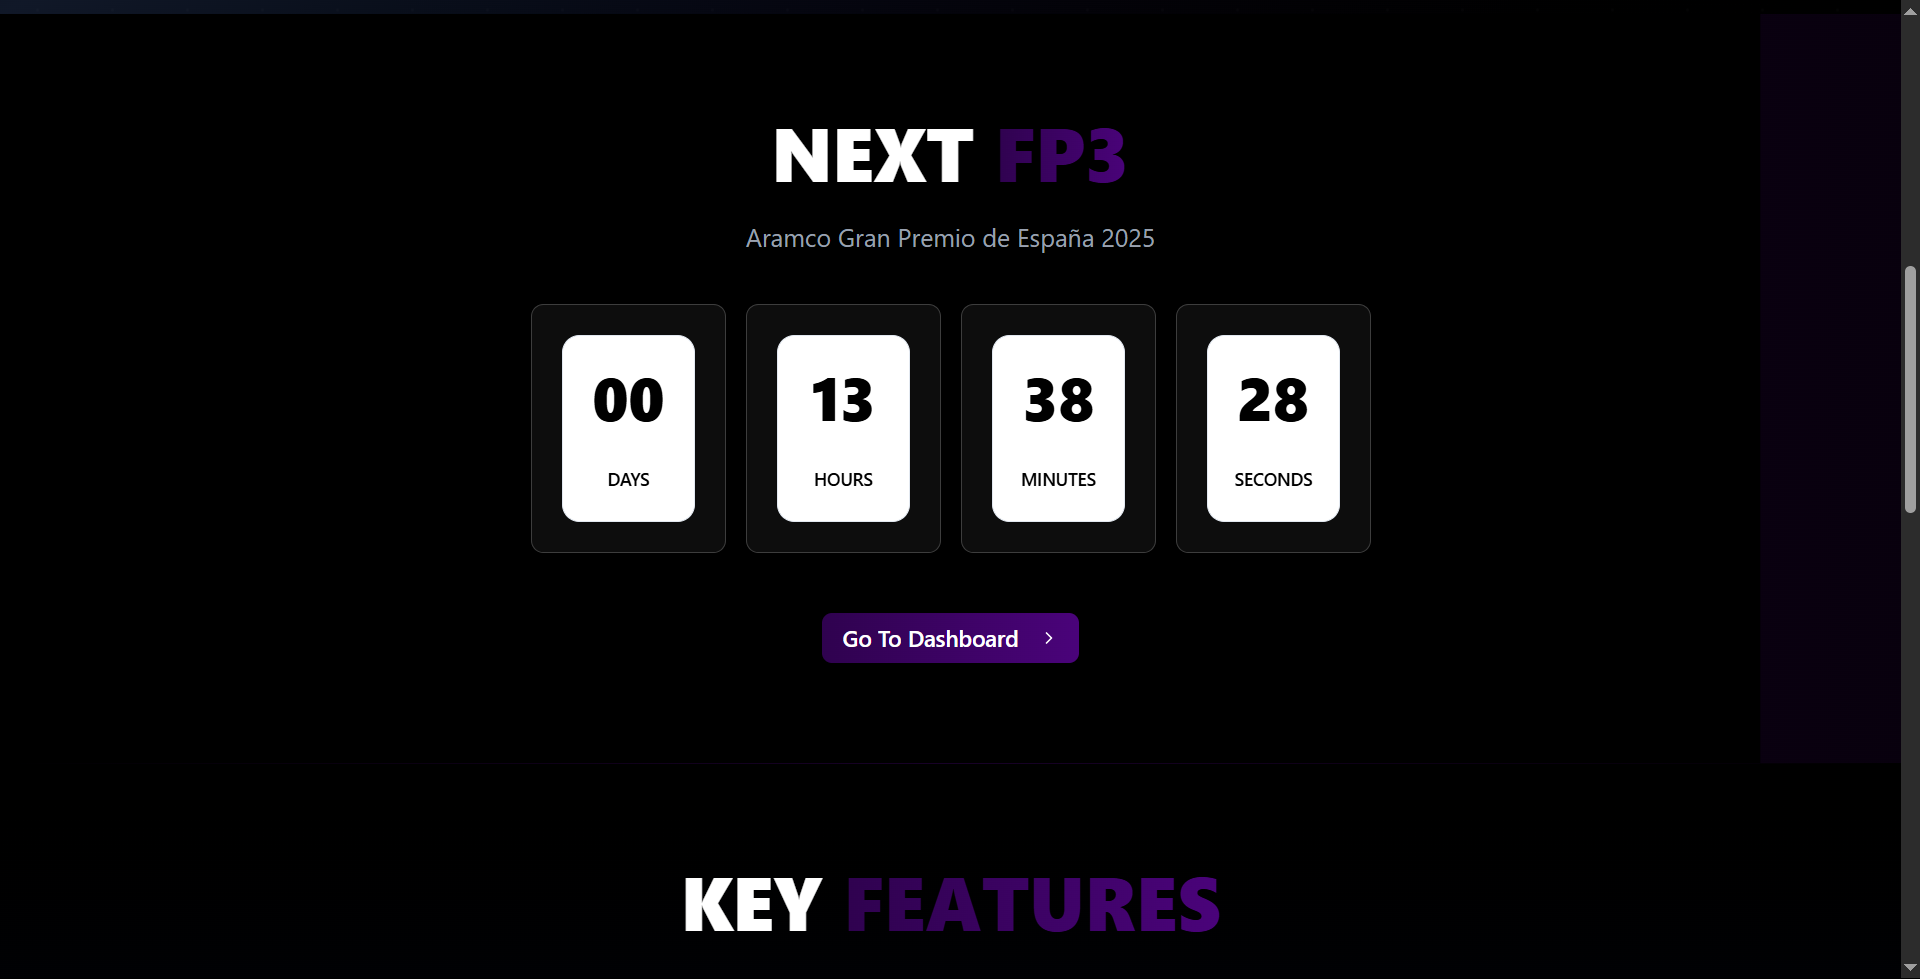 NEXT FP3
Aramco Gran Premio de España 2025
00 13 38 28
DAYS HOURS MINUTES SECONDS
Go To Dashboard
KEY FEATURES